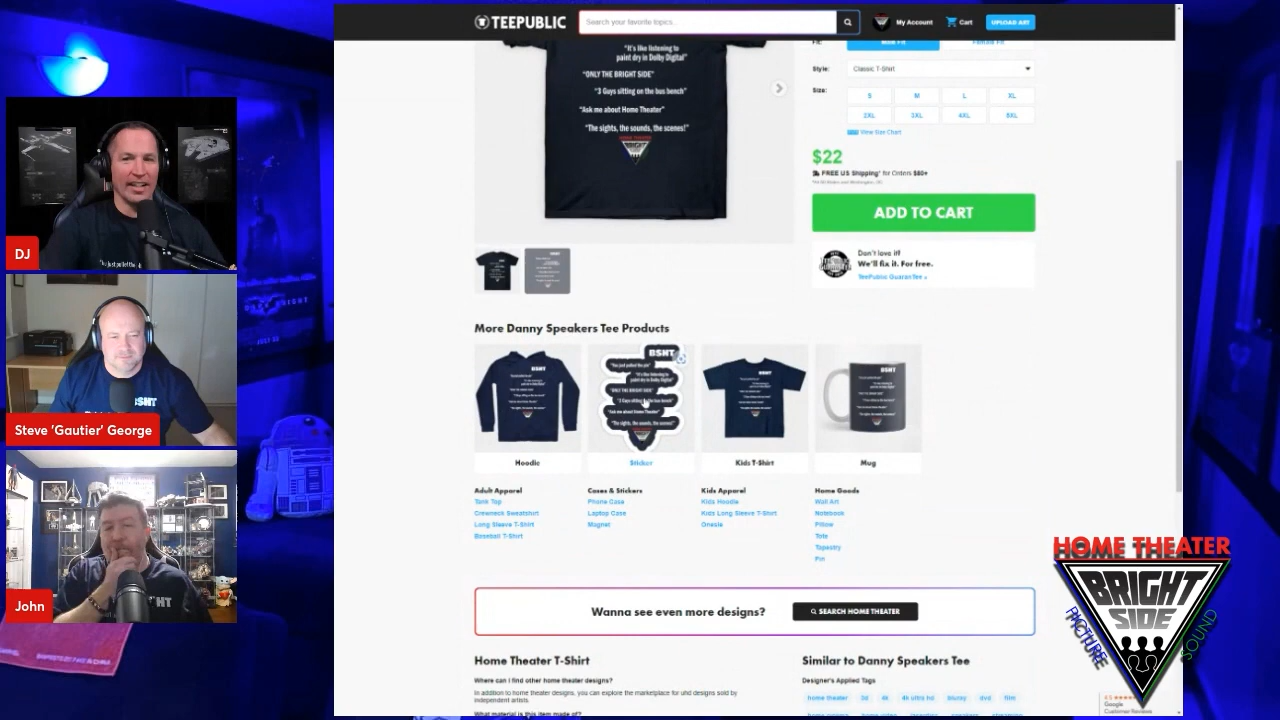 TEEPUBLIC
Search your favorite topics..
My Account
Cart
UPLOAD ART
Fit:
Male Fit
Female Fit
"It's like listening to
paint dry in Dolby Digital"
"ONLY THE BRIGHT SIDE"
"3 Guys sitting on the bus bench"
"Ask me about Home Theater"
"The sights, the sounds, the scenes!"
Style:
Classic T-Shirt
Size:
S
M
L
XL
2XL
3XL
4XL
5XL
View Size Chart
$22
FREE US Shipping* for Orders $80+
ADD TO CART
Don't love it?
We'll fix it. For free.
TeePublic GuaranTee »
More Danny Speakers Tee Products
BSHT
BSHT
BSHT
BSHT
Hoodie
Sticker
Kids T-Shirt
Mug
Adult Apparel
Tank Top
Crewneck Sweatshirt
Long Sleeve T-Shirt
Baseball T-Shirt
Cases & Stickers
Phone Case
Laptop Case
Magnet
Kids Apparel
Kids Hoodie
Kids Long Sleeve T-Shirt
Onesie
Home Goods
Wall Art
Notebook
Pillow
Tote
Tapestry
Pin
Wanna see even more designs?
SEARCH HOME THEATER
Home Theater T-Shirt
Where can I find other home theater designs?
In addition to home theater designs, you can explore the marketplace for uhd designs sold by
independent artists.
What material is this item made of?
Similar to Danny Speakers Tee
Designer's Applied Tags
home theater
3d
4k
4k ultra hd
bluray
dvd
film
4.5
Google
Customer Reviews
DJ
BSHT
Steve 'Gautier' George
John
HOME THEATER
BRIGHT
SIDE
PICTURE
SOUND